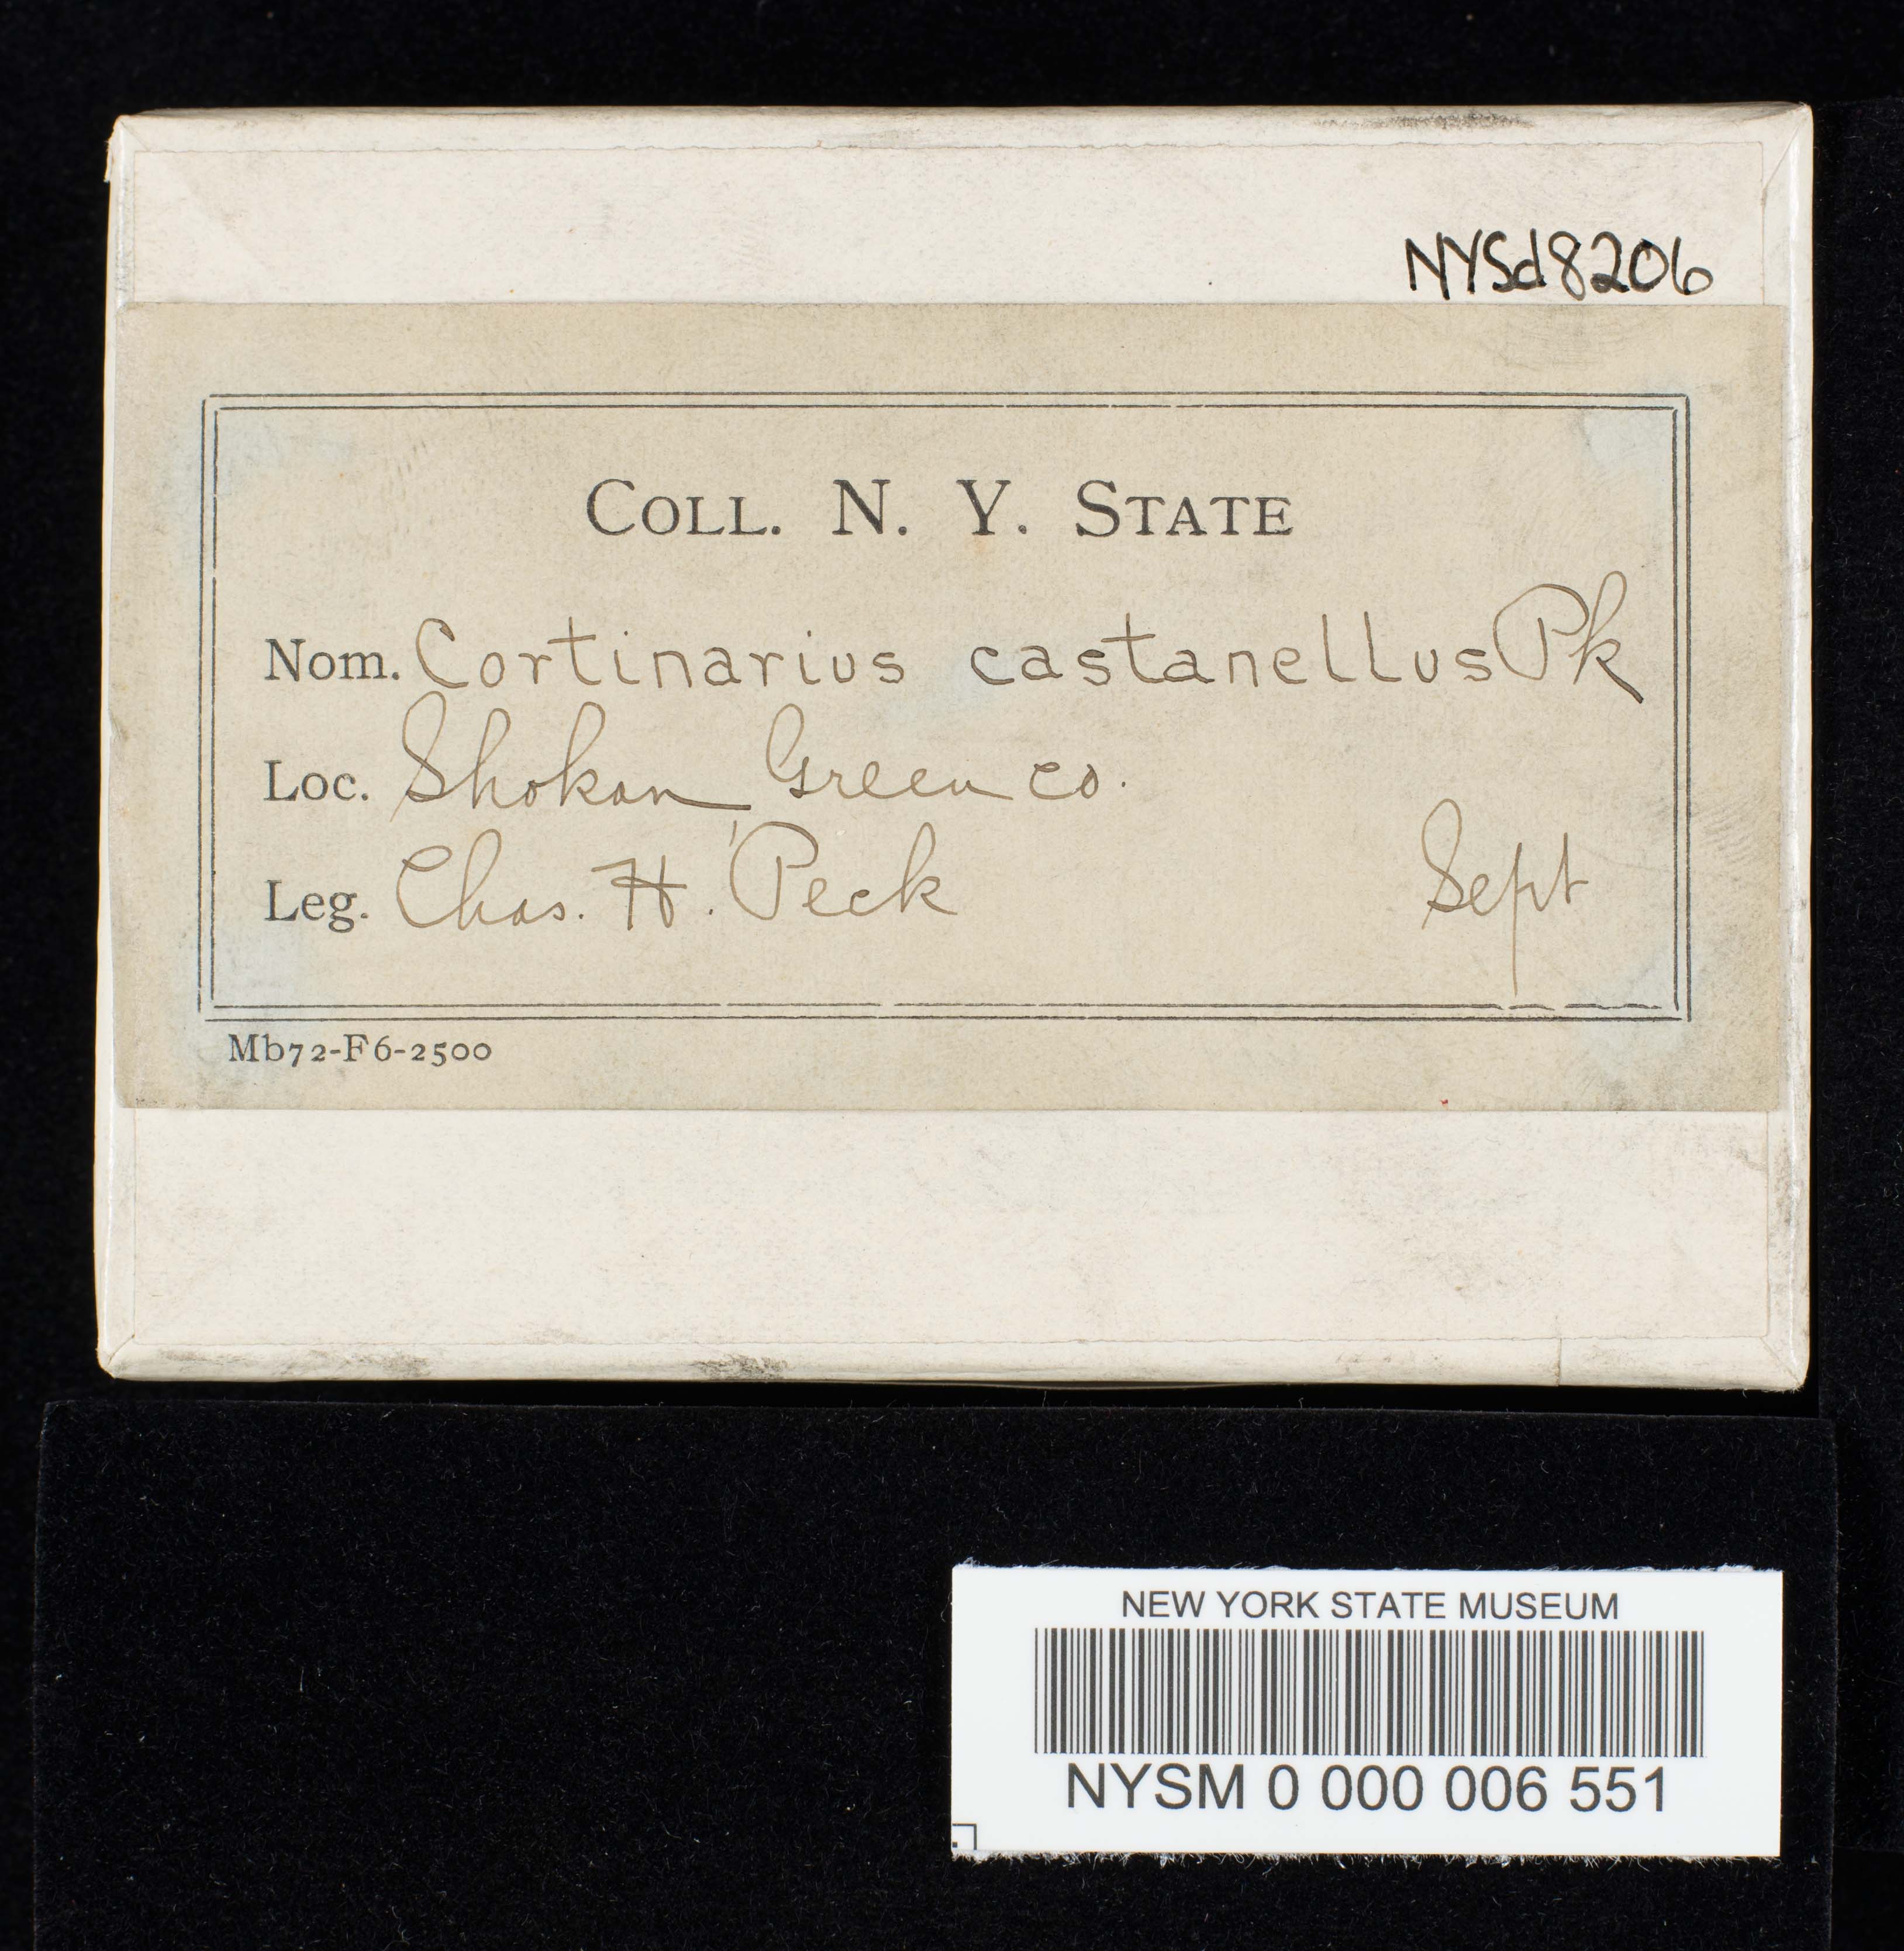 NYSd8206
COLL. N. Y. STATE
Nom. Cortinarius castanellus Pk
Loc. Shokan, Green co.
Leg. Chas. H. Peck Sept
Mb72-F6-2500
NEW YORK STATE MUSEUM
NYSM 0 000 006 551